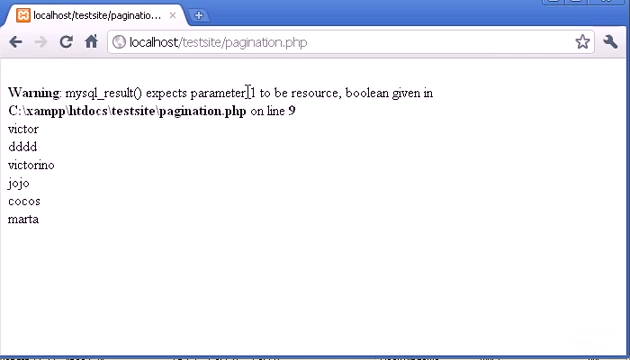 localhost/testsite/paginatio...
localhost/testsite/pagination.php
Warning: mysql_result() expects parameter 1 to be resource, boolean given in
C:\xampp\htdocs\testsite\pagination.php on line 9
victor
dddd
victorino
jojo
cocos
marta